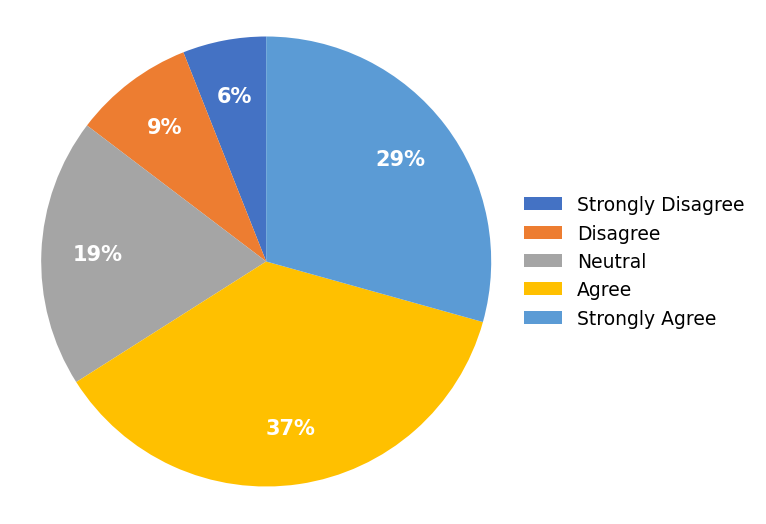 6%
9%
29%
19%
37%
Strongly Disagree
Disagree
Neutral
Agree
Strongly Agree